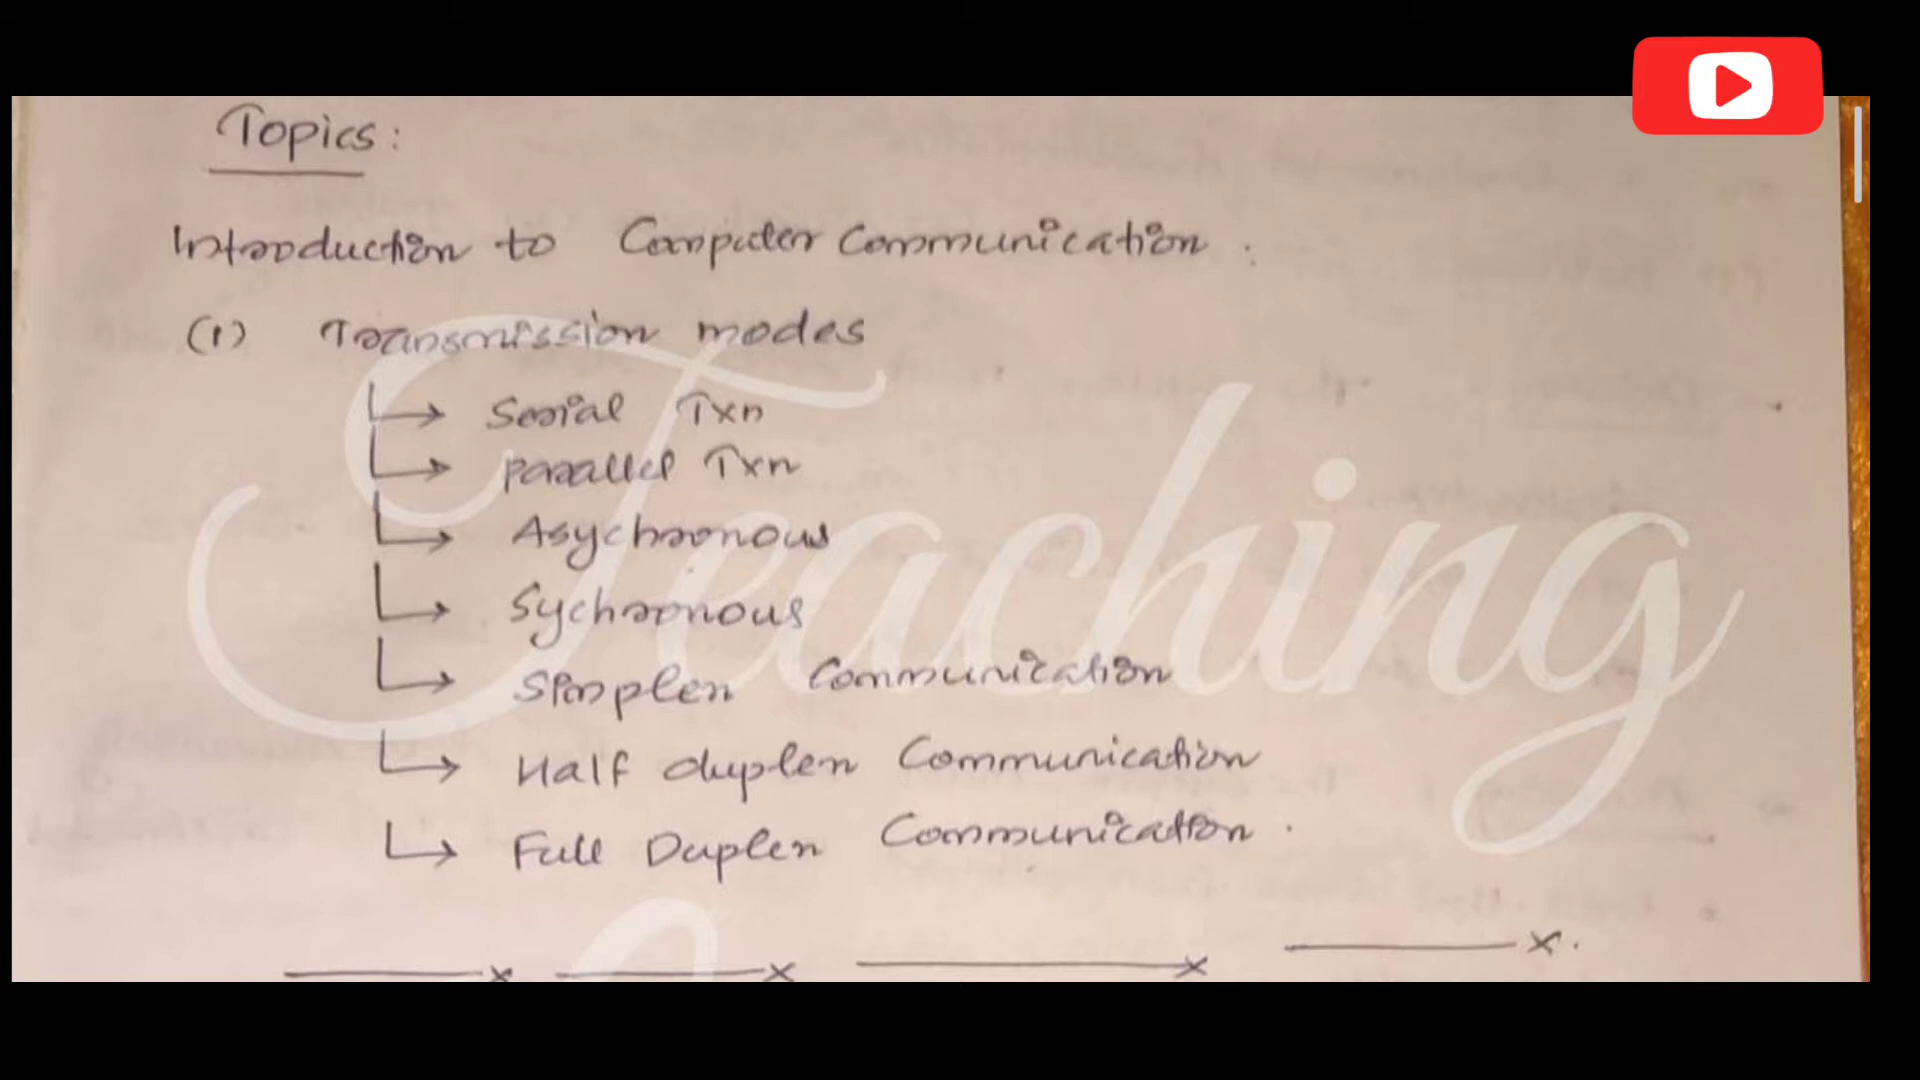 Topics:
Introduction to Computer Communication :
(1) Transmission modes
Serial Txn
parallel Txn
Asychronous
Sychronous
Simplex Communication
Half duplex Communication
Full Duplex Communication .
Teaching